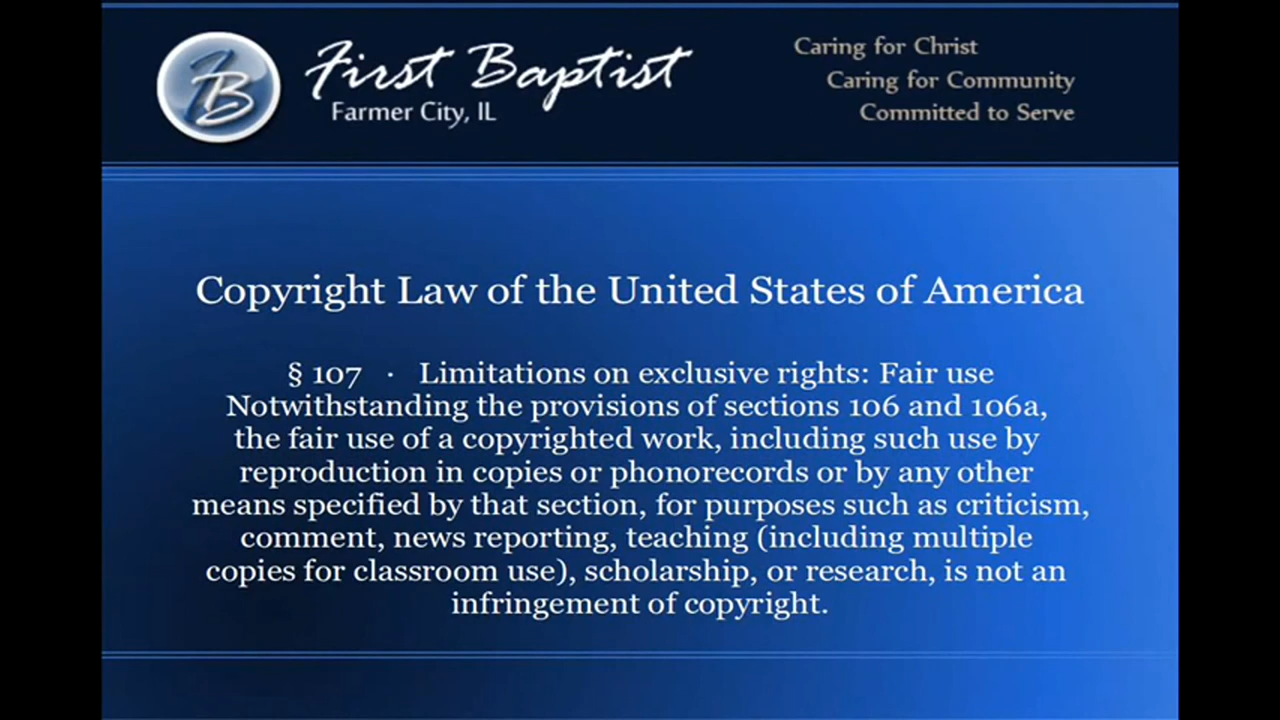 FB
First Baptist
Farmer City, IL
Caring for Christ
Caring for Community
Committed to Serve
Copyright Law of the United States of America
§ 107 · Limitations on exclusive rights: Fair use
Notwithstanding the provisions of sections 106 and 106a,
the fair use of a copyrighted work, including such use by
reproduction in copies or phonorecords or by any other
means specified by that section, for purposes such as criticism,
comment, news reporting, teaching (including multiple
copies for classroom use), scholarship, or research, is not an
infringement of copyright.